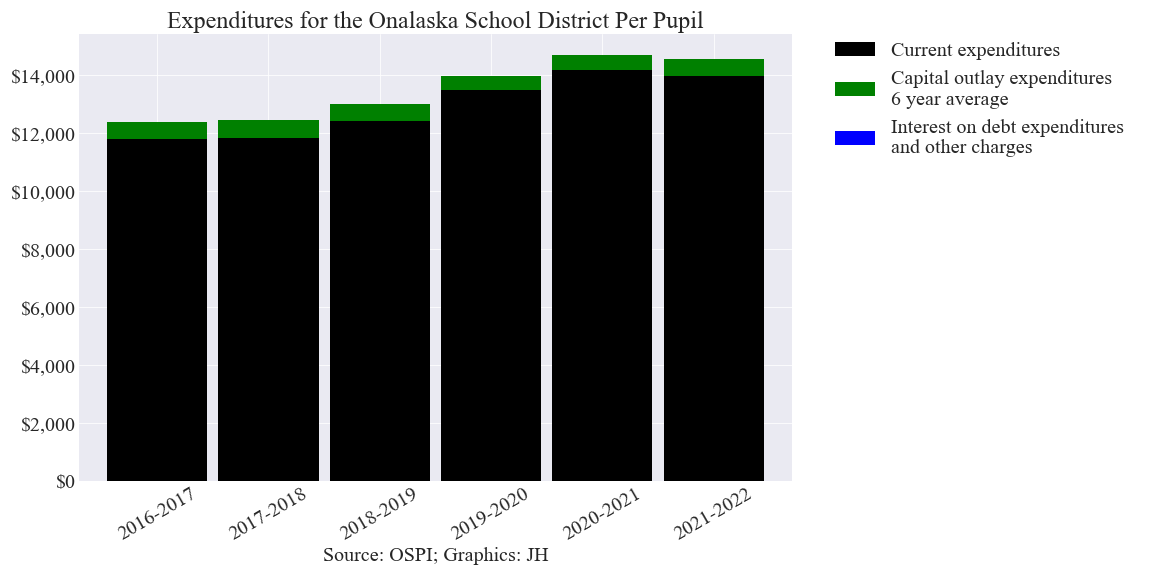 Expenditures for the Onalaska School District Per Pupil
Current expenditures
Capital outlay expenditures
6 year average
Interest on debt expenditures
and other charges
$14,000
$12,000
$10,000
$8,000
$6,000
$4,000
$2,000
$0
2016-2017
2017-2018
2018-2019
2019-2020
2020-2021
2021-2022
Source: OSPI; Graphics: JH